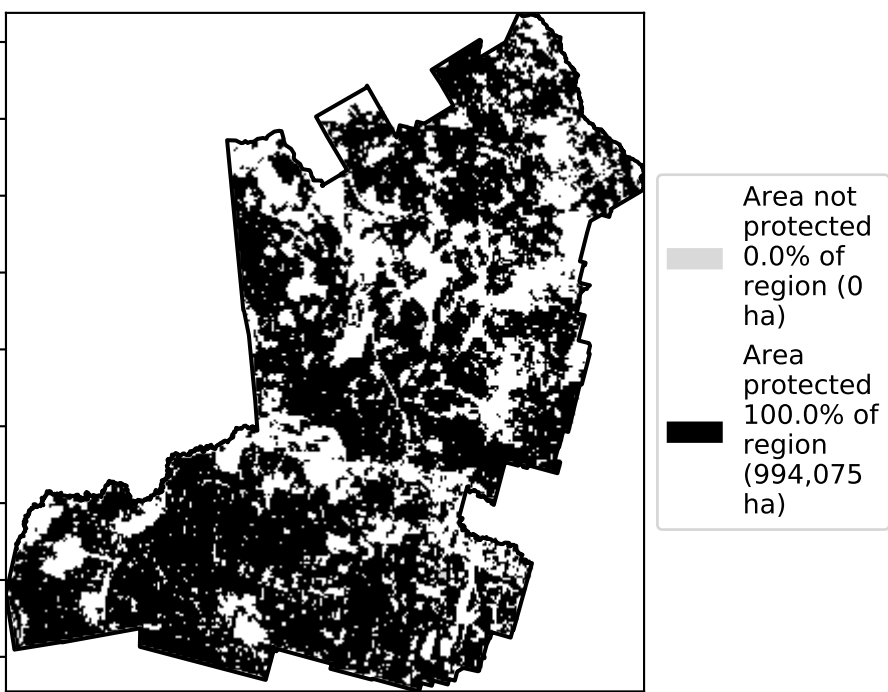 Area not
protected
0.0% of
region (0
ha)
Area
protected
100.0% of
region
(994,075
ha)